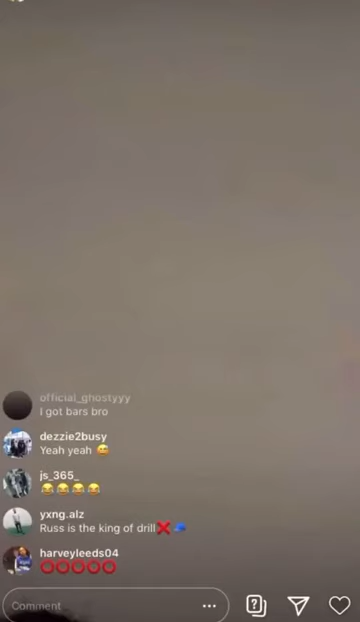 official_ghostyyy
I got bars bro
dezzie2busy
Yeah yeah 😅
js_365_
😂😂😂😂
yxng.alz
Russ is the king of drill❌🧢
harveyleeds04
⭕⭕⭕⭕⭕
Comment